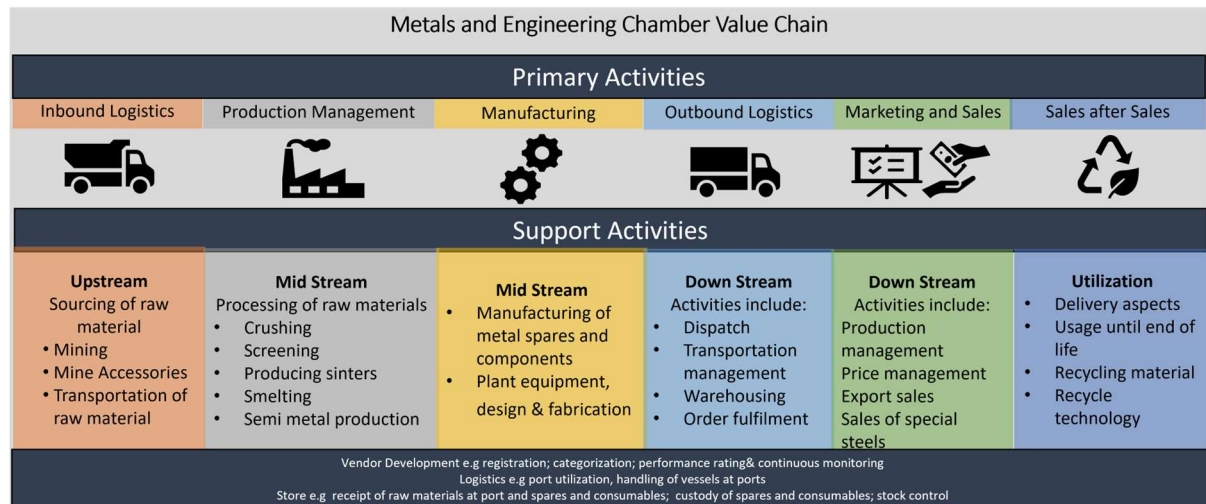 Metals and Engineering Chamber Value Chain
Primary Activities
Inbound Logistics
Production Management
Manufacturing
Outbound Logistics
Marketing and Sales
Sales after Sales
Support Activities
Upstream
Sourcing of raw
material
• Mining
• Mine Accessories
• Transportation of
raw material
Mid Stream
Processing of raw materials
• Crushing
• Screening
• Producing sinters
• Smelting
• Semi metal production
Mid Stream
• Manufacturing of
metal spares and
components
• Plant equipment,
design & fabrication
Down Stream
Activities include:
• Dispatch
• Transportation
management
• Warehousing
• Order fulfilment
Down Stream
Activities include:
Production
management
Price management
Export sales
Sales of special
steels
Utilization
• Delivery aspects
• Usage until end of
life
• Recycling material
• Recycle
technology
Vendor Development e.g registration; categorization; performance rating& continuous monitoring
Logistics e.g port utilization, handling of vessels at ports
Store e.g receipt of raw materials at port and spares and consumables; custody of spares and consumables; stock control